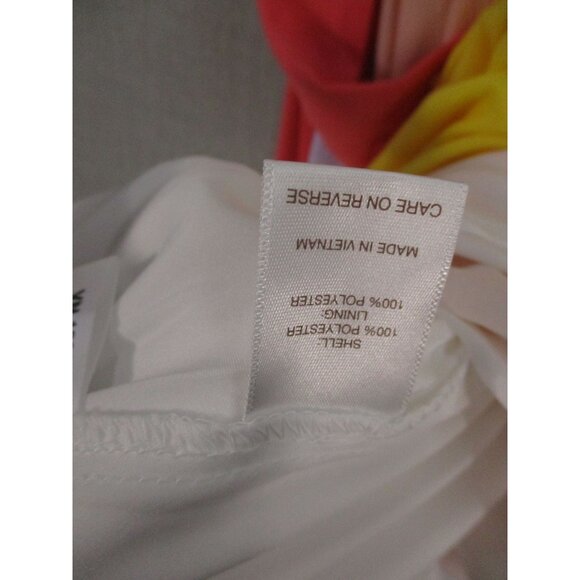 SHELL:
100% POLYESTER
LINING:
100% POLYESTER
MADE IN VIETNAM
CARE ON REVERSE